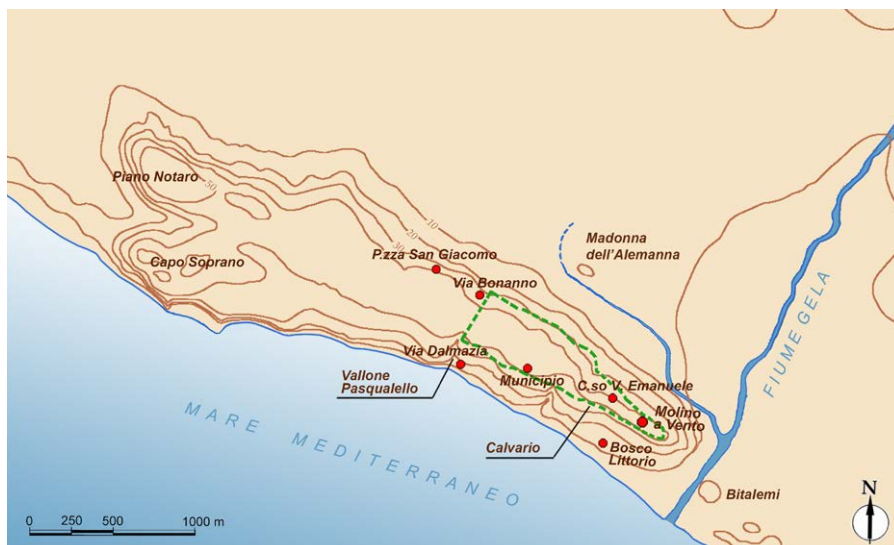 Piano Notaro
50
10
20
30
Capo Soprano
P.zza San Giacomo
Madonna
dell'Alemanna
Via Bonanno
FIUME GELA
Via Dalmazia
Vallone
Pasqualello
Municipio
C.so V. Emanuele
Molino
a Vento
Calvario
Bosco
Littorio
MARE MEDITERRANEO
Bitalemi
N
0 250 500 1000 m